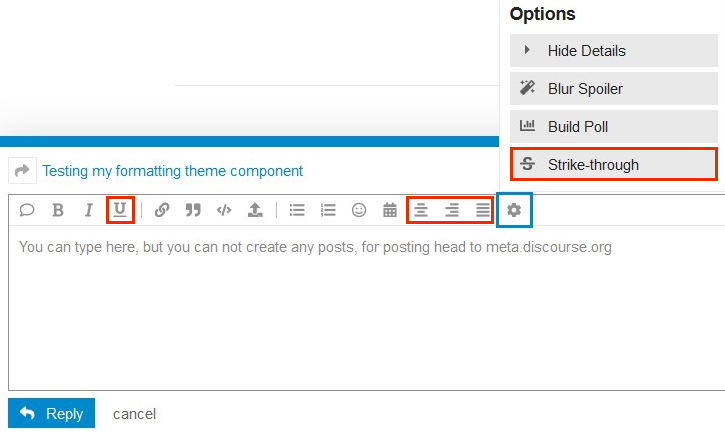 Options
Hide Details
Blur Spoiler
Build Poll
Strike-through
Testing my formatting theme component
B I U
You can type here, but you can not create any posts, for posting head to meta.discourse.org
Reply cancel